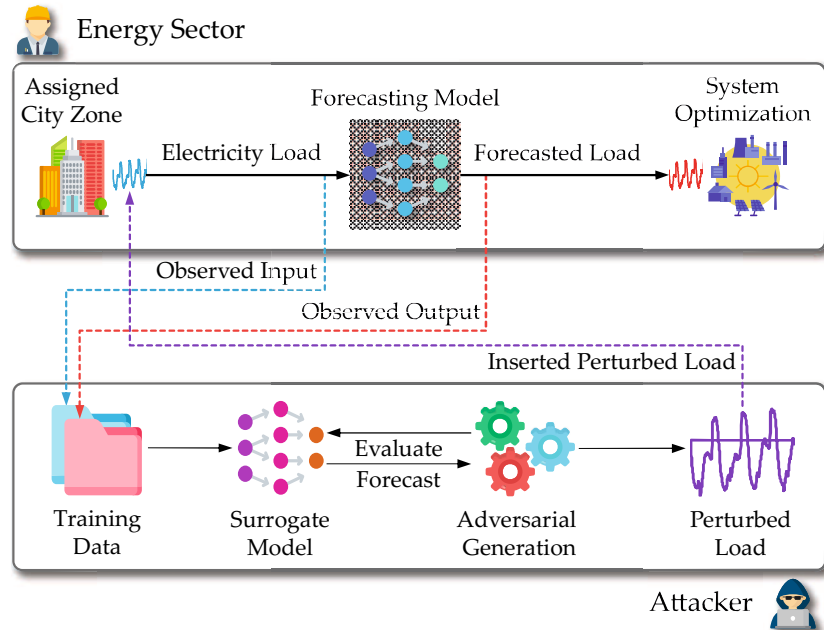 Energy Sector
Assigned
City Zone
Forecasting Model
System
Optimization
Electricity Load
Forecasted Load
Observed Input
Observed Output
Inserted Perturbed Load
Evaluate
Forecast
Training
Data
Surrogate
Model
Adversarial
Generation
Perturbed
Load
Attacker